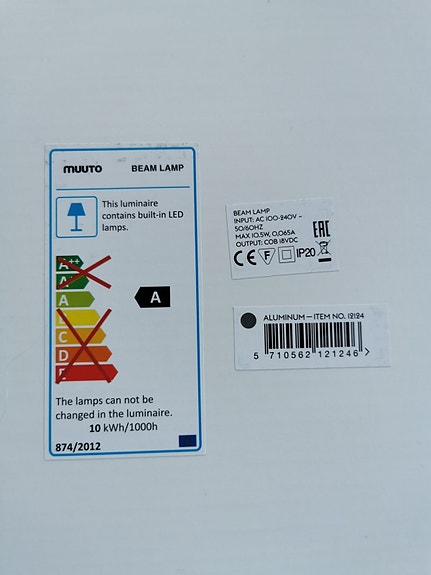 muuto BEAM LAMP
This luminaire
contains built-in LED
lamps.
A++
A
A
C
D
E
The lamps can not be
changed in the luminaire.
10 kWh/1000h
874/2012
BEAM LAMP
INPUT: AC 100-240V ~
50/60HZ
MAX 10.5W, 0,065A
OUTPUT: COB 18VDC
EAC
CE F IP20
ALUMINUM — ITEM NO. 12124
5 710562 121246 >